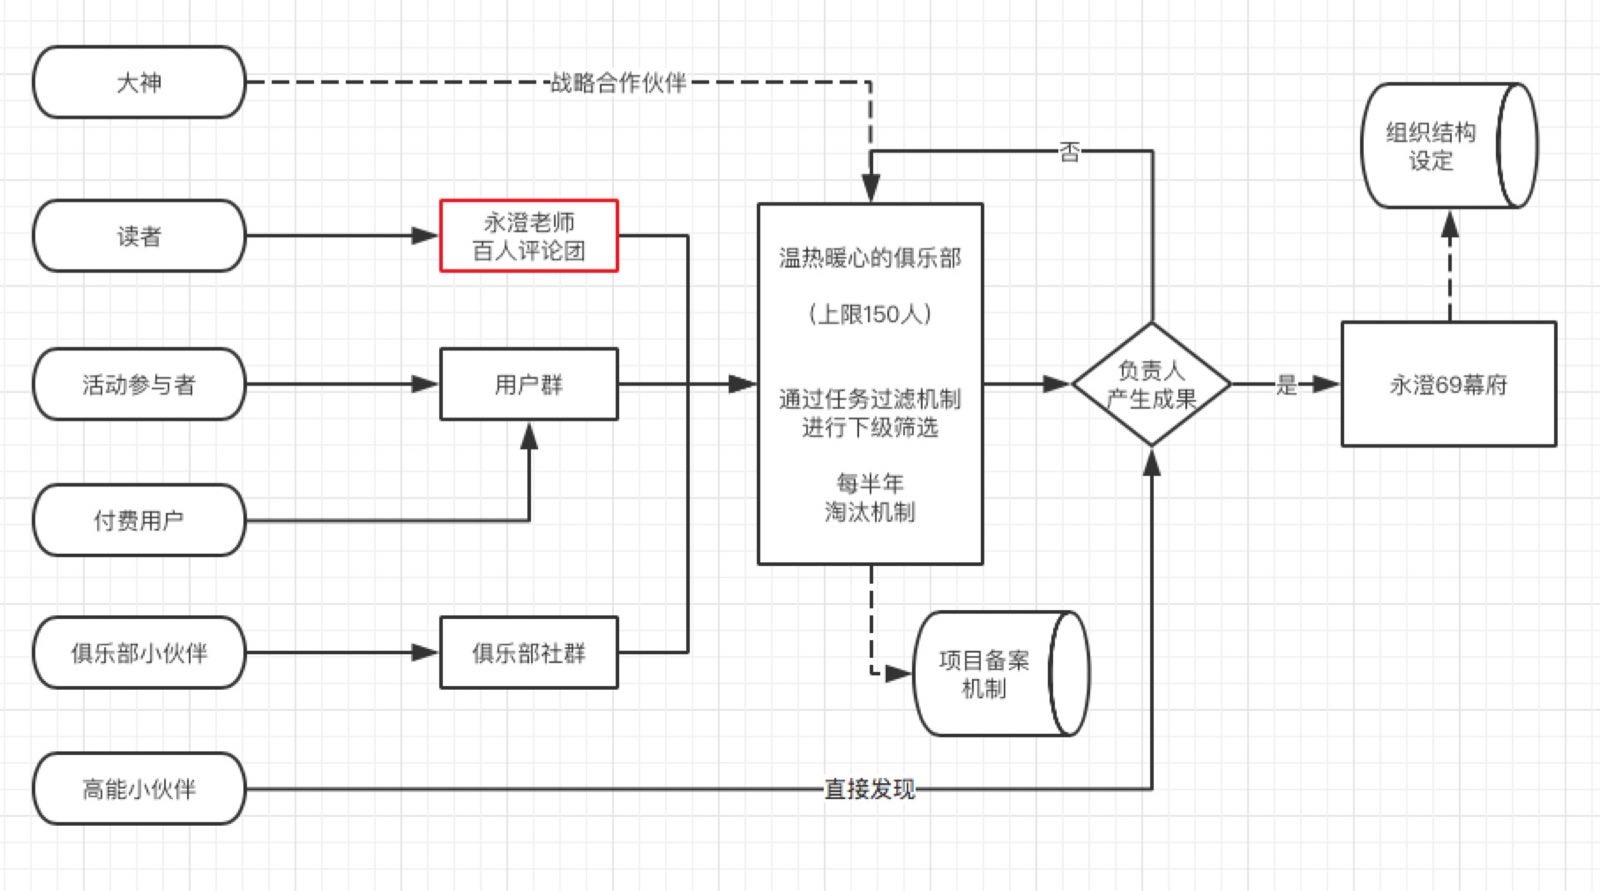 大神
战略合作伙伴
否
组织结构
设定
读者
永澄老师
百人评论团
温热暖心的俱乐部
（上限150人）
通过任务过滤机制
进行下级筛选
每半年
淘汰机制
活动参与者
用户群
负责人
产生成果
是
永澄69幕府
付费用户
俱乐部小伙伴
俱乐部社群
项目备案
机制
高能小伙伴
直接发现